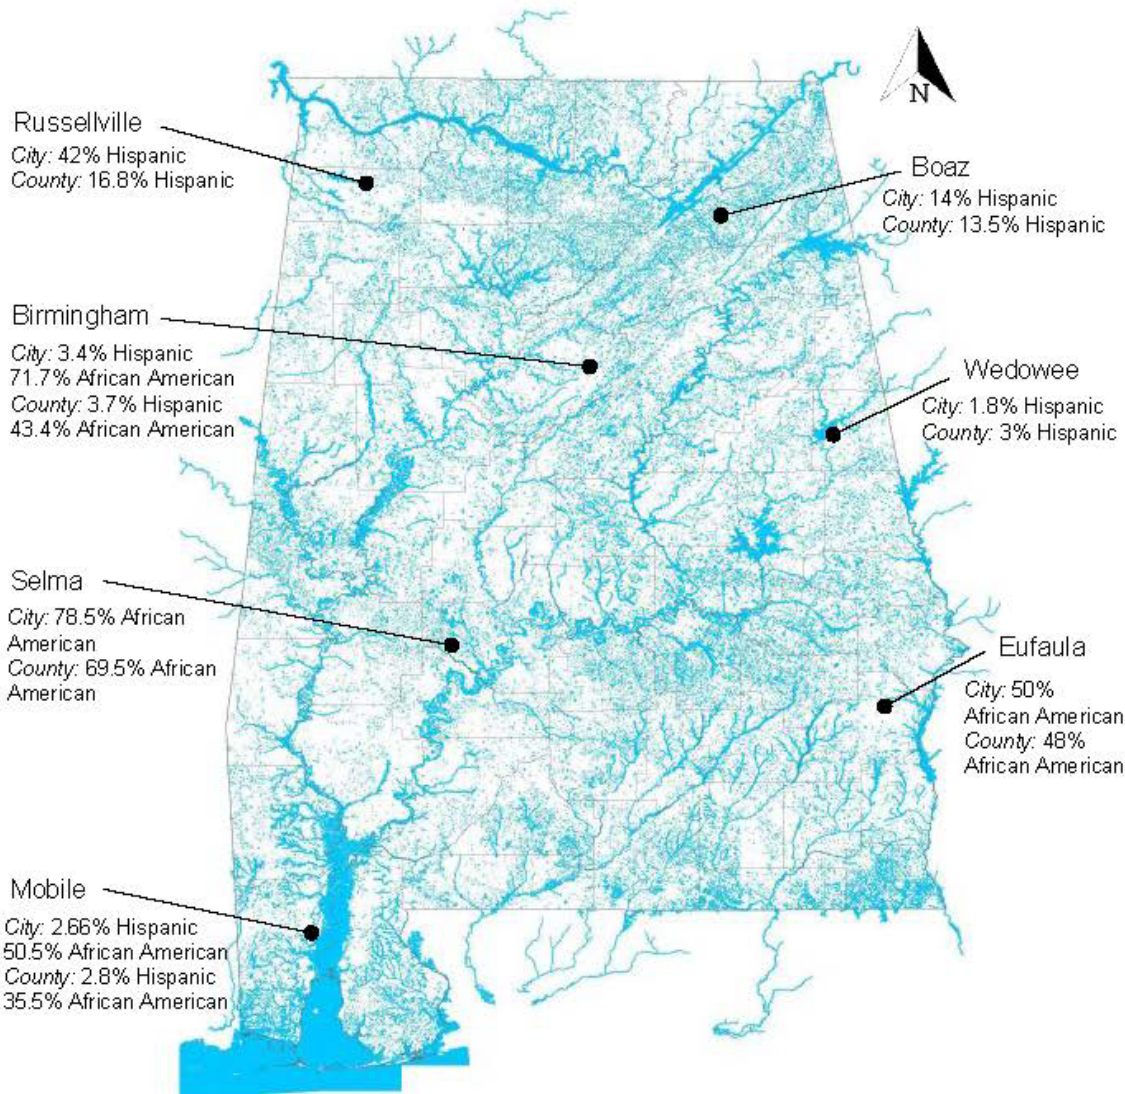 N
Russellville
City: 42% Hispanic
County: 16.8% Hispanic
Boaz
City: 14% Hispanic
County: 13.5% Hispanic
Birmingham
City: 3.4% Hispanic
71.7% African American
County: 3.7% Hispanic
43.4% African American
Wedowee
City: 1.8% Hispanic
County: 3% Hispanic
Selma
City: 78.5% African
American
County: 69.5% African
American
Eufaula
City: 50%
African American
County: 48%
African American
Mobile
City: 2.66% Hispanic
50.5% African American
County: 2.8% Hispanic
35.5% African American